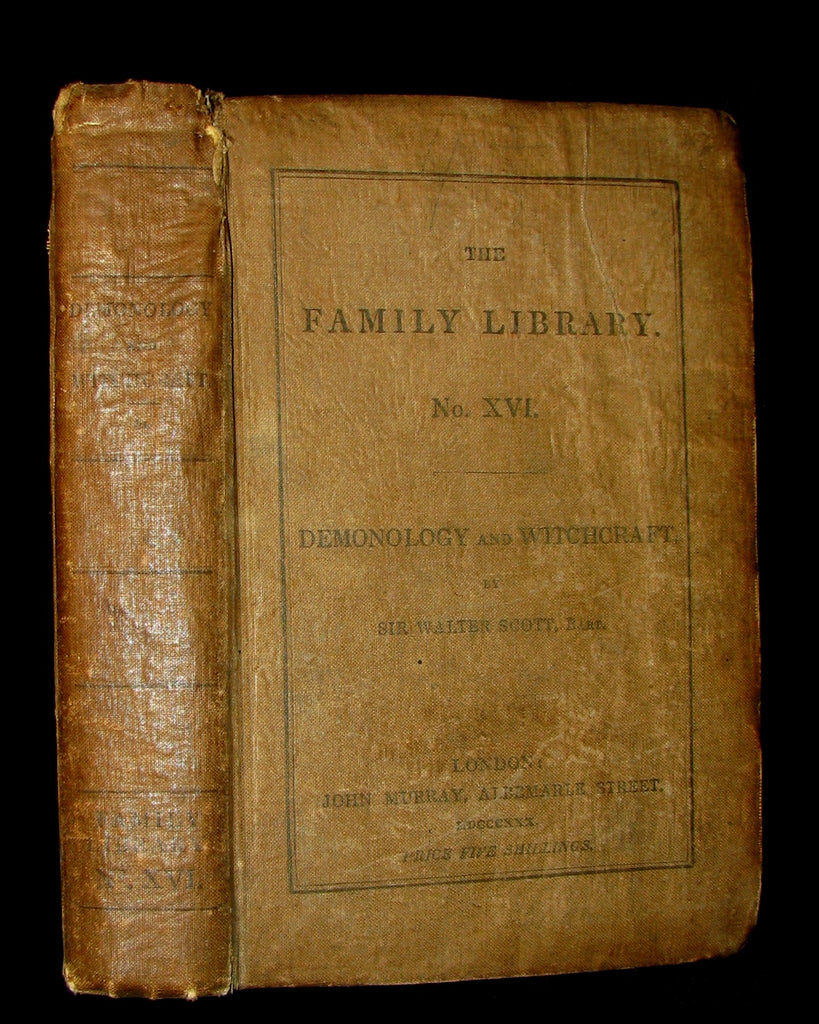 DEMONOLOGY
AND
FAMILY
LIBRARY
No. XVI.
THE
FAMILY LIBRARY.
No. XVI.
DEMONOLOGY AND WITCHCRAFT.
BY
SIR WALTER SCOTT, BART.
LONDON:
JOHN MURRAY, ALBEMARLE STREET.
MDCCCXXX.
PRICE FIVE SHILLINGS.